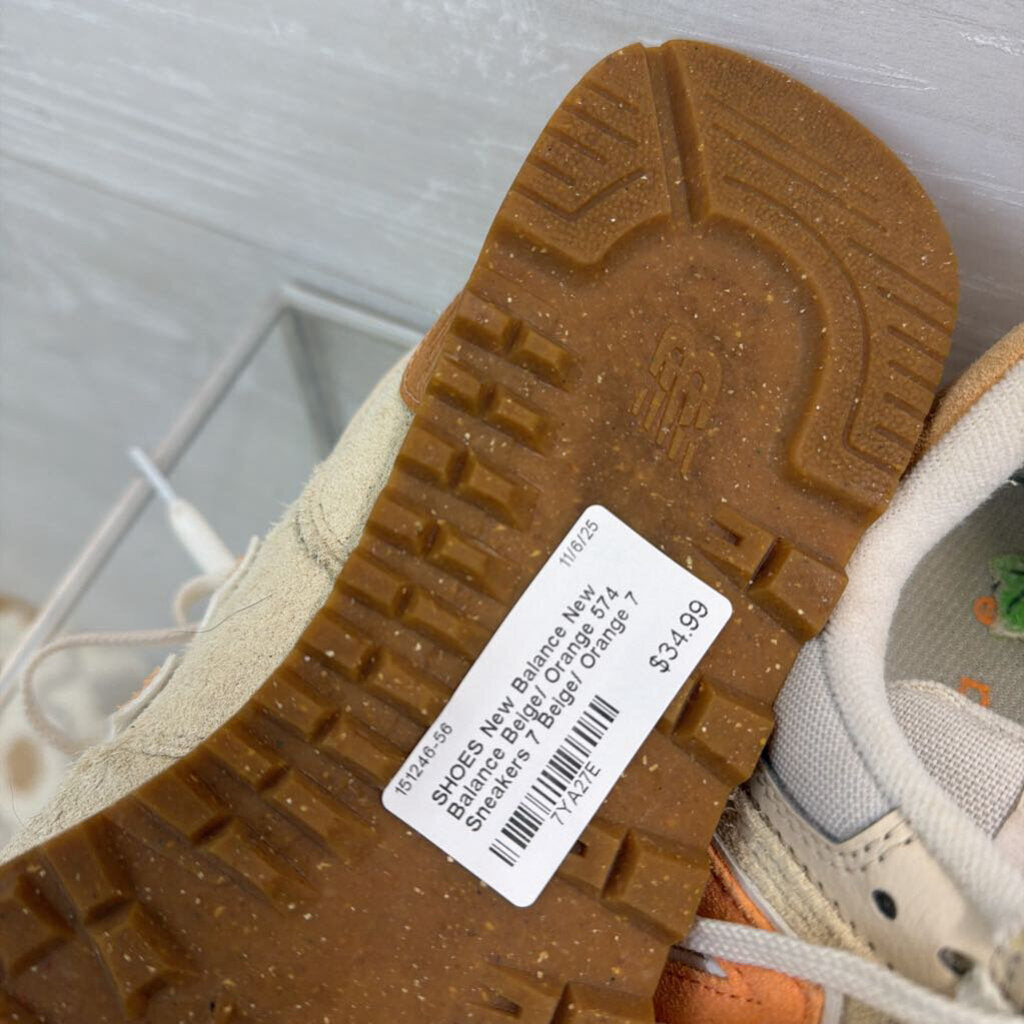 11/6/25
151246-56
SHOES New Balance New
Balance Beige/ Orange 574
Sneakers 7 Beige/ Orange 7
$34.99
7YA27E